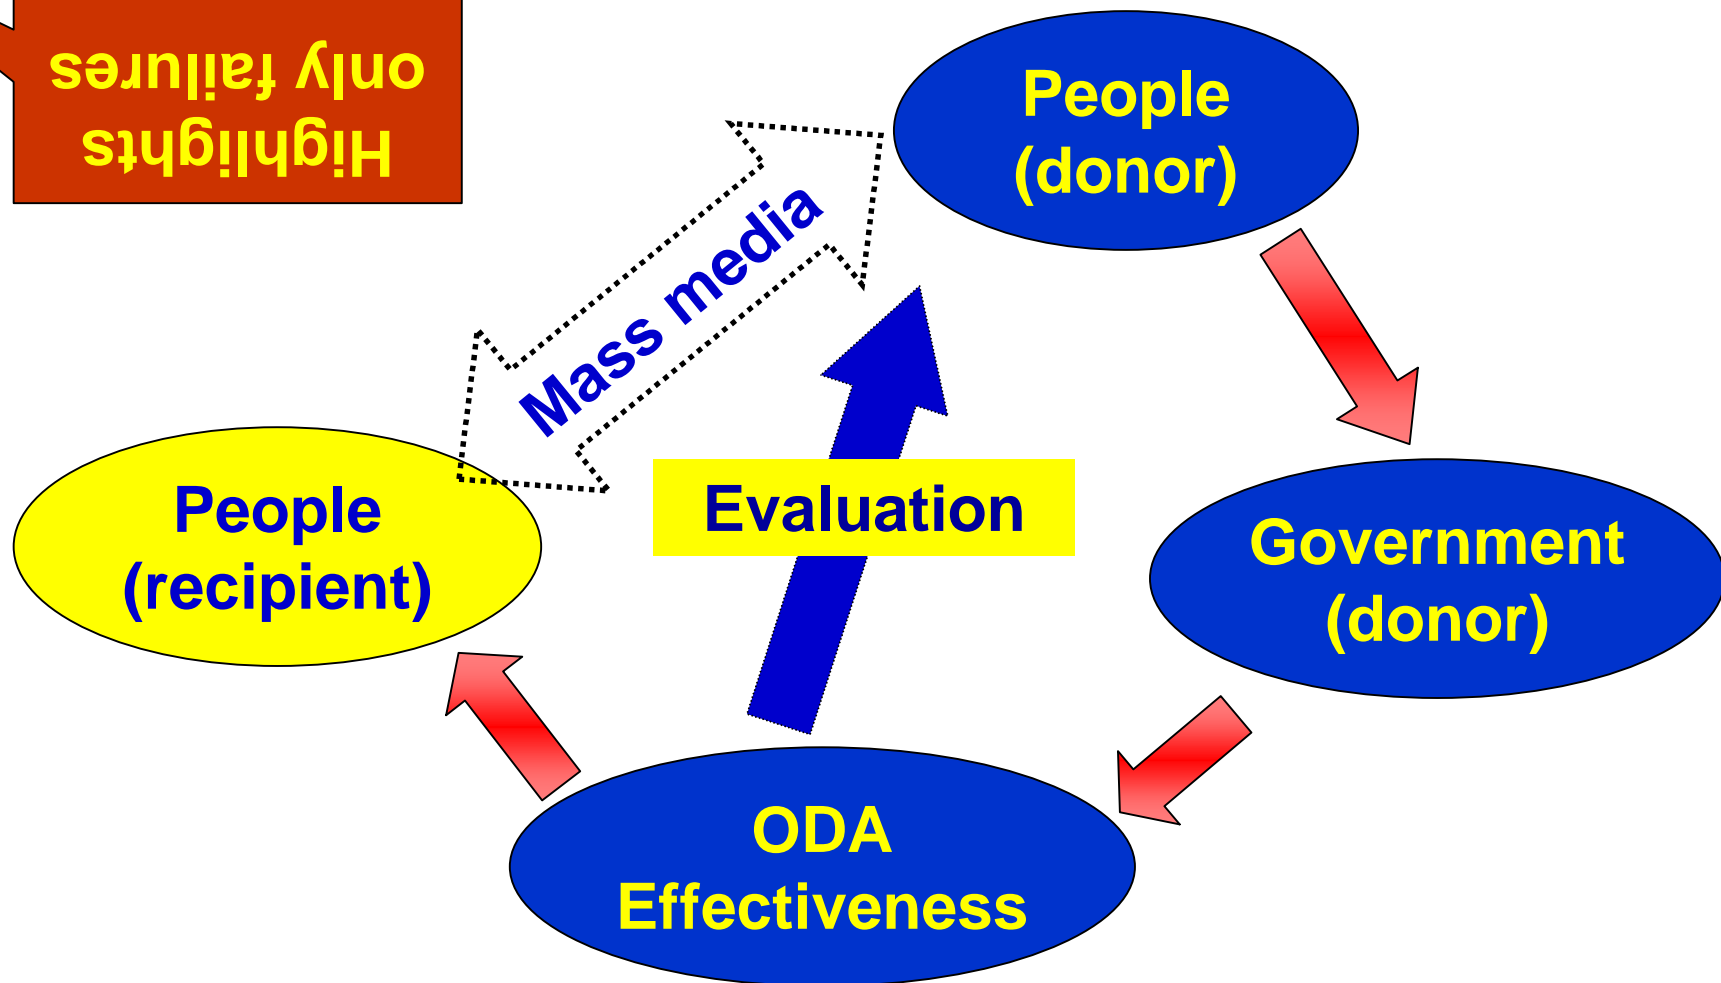 Highlights
only failures
People
(donor)
Mass media
Evaluation
People
(recipient)
Government
(donor)
ODA
Effectiveness